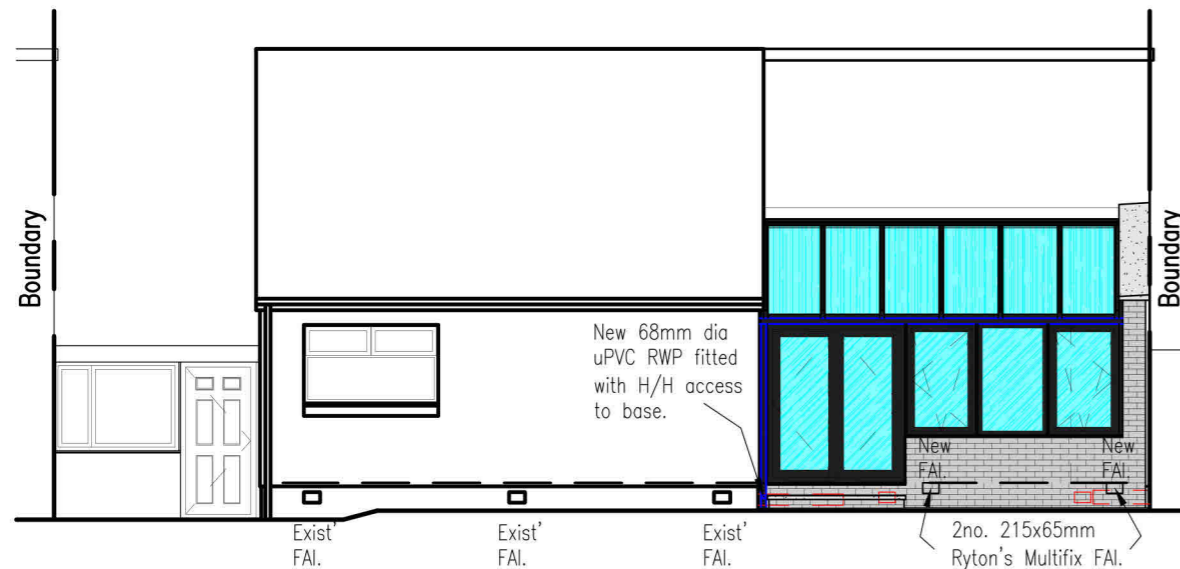 Boundary
Boundary
New 68mm dia
uPVC RWP fitted
with H/H access
to base.
New
FAI.
New
FAI.
Exist'
FAI.
Exist'
FAI.
Exist'
FAI.
2no. 215x65mm
Ryton's Multifix FAI.